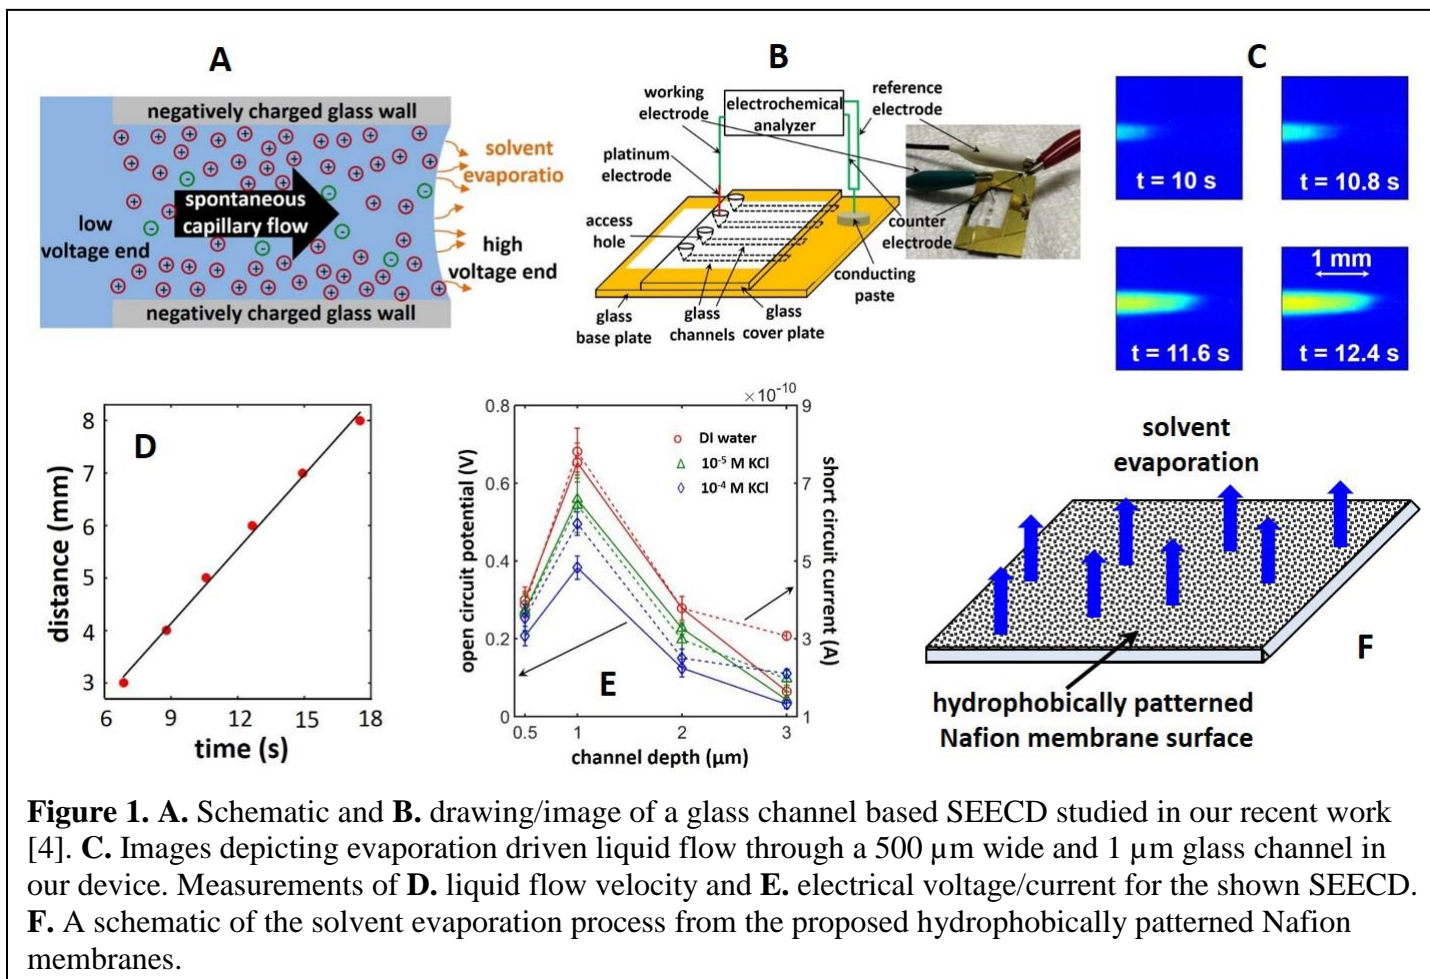 A
negatively charged glass wall
solvent
evaporatio
spontaneous
capillary flow
low
voltage end
high
voltage end
negatively charged glass wall
B
working
electrode
electrochemical
analyzer
reference
electrode
platinum
electrode
access
hole
counter
electrode
conducting
paste
glass
base plate
glass
channels
glass
cover plate
C
t = 10 s
t = 10.8 s
1 mm
t = 11.6 s
t = 12.4 s
D
distance (mm)
8
7
6
5
4
3
6 9 12 15 18
time (s)
×10⁻¹⁰
open circuit potential (V)
0.8
0.6
0.4
0.2
0
DI water
10⁻⁵ M KCl
10⁻⁴ M KCl
E
9
7
5
3
1
short circuit current (A)
0.5 1 2 3
channel depth (µm)
solvent
evaporation
F
hydrophobically patterned
Nafion membrane surface
Figure 1. A. Schematic and B. drawing/image of a glass channel based SEECD studied in our recent work
[4]. C. Images depicting evaporation driven liquid flow through a 500 µm wide and 1 µm glass channel in
our device. Measurements of D. liquid flow velocity and E. electrical voltage/current for the shown SEECD.
F. A schematic of the solvent evaporation process from the proposed hydrophobically patterned Nafion
membranes.